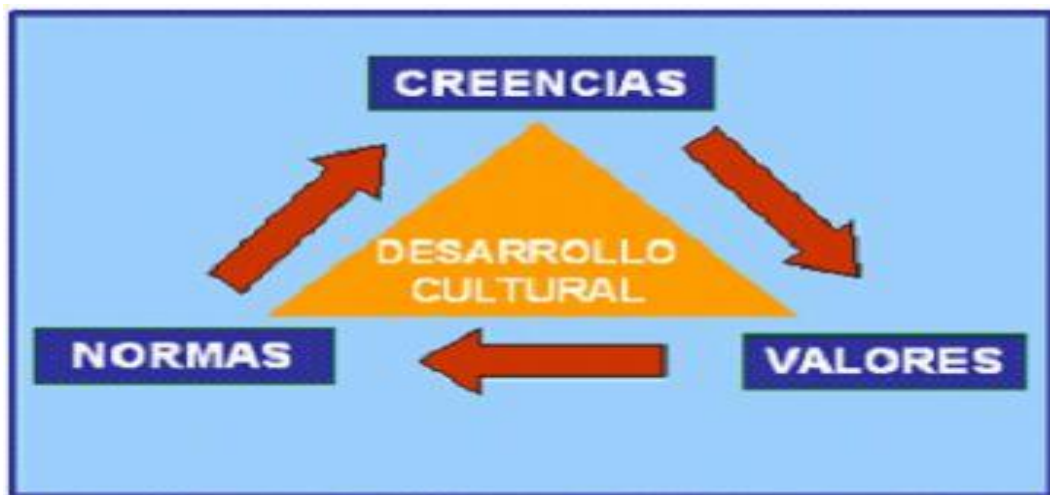 CREENCIAS
DESARROLLO
CULTURAL
NORMAS
VALORES